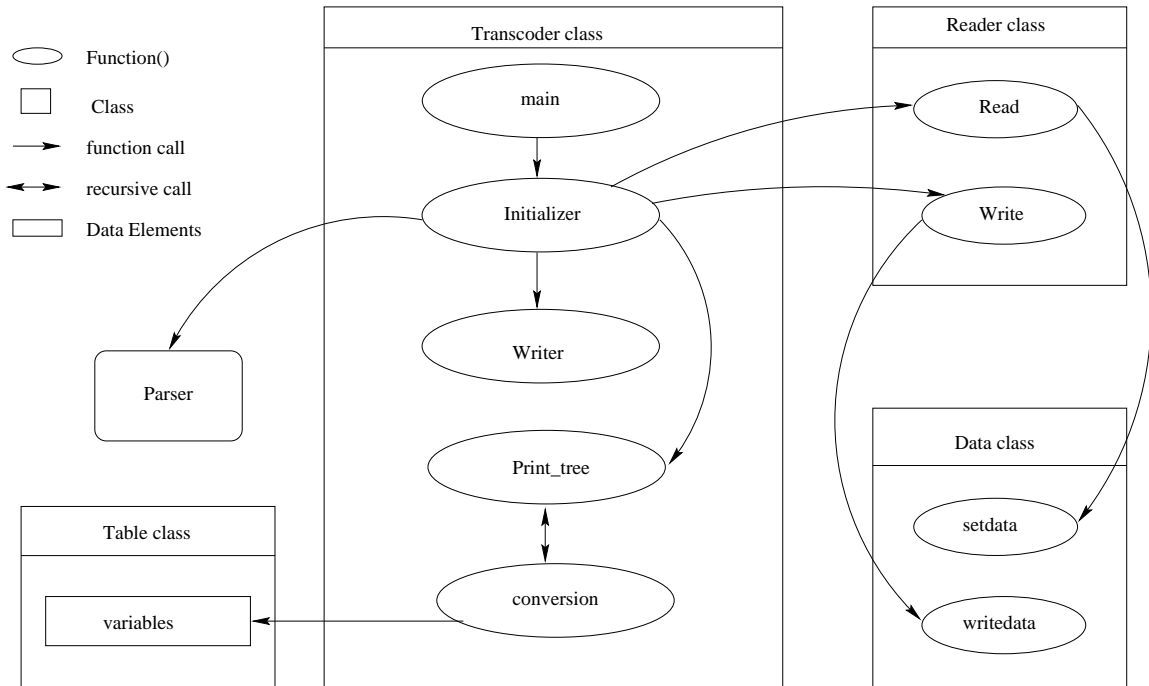 Function()
Class
function call
recursive call
Data Elements
Transcoder class
main
Initializer
Writer
Print_tree
conversion
Reader class
Read
Write
Parser
Table class
variables
Data class
setdata
writedata